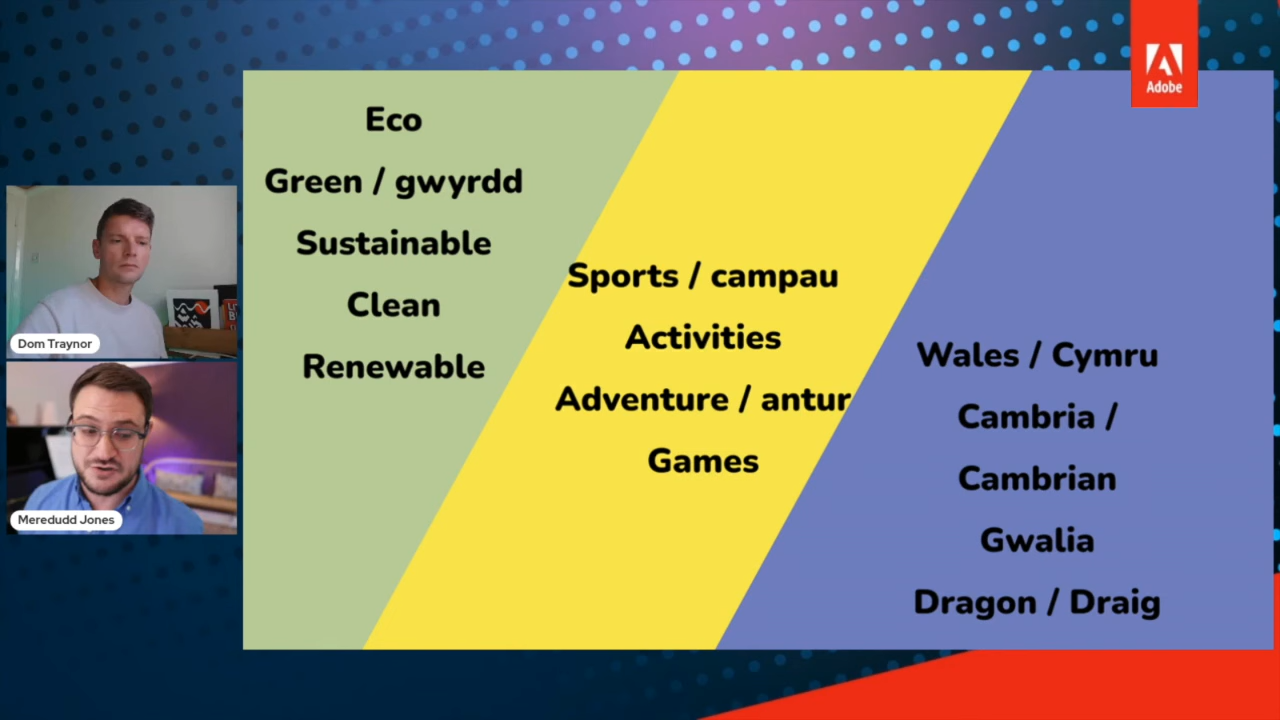 Adobe
Eco
Green / gwyrdd
Sustainable
Clean
Renewable
Sports / campau
Activities
Adventure / antur
Games
Wales / Cymru
Cambria /
Cambrian
Gwalia
Dragon / Draig
Dom Traynor
Meredudd Jones